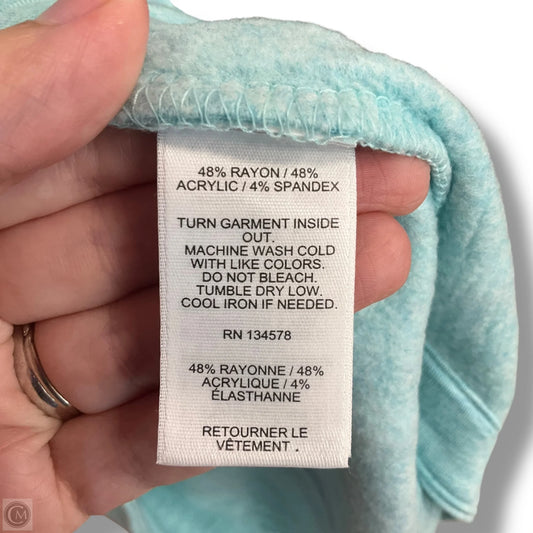 48% RAYON / 48%
ACRYLIC / 4% SPANDEX
TURN GARMENT INSIDE
OUT.
MACHINE WASH COLD
WITH LIKE COLORS.
DO NOT BLEACH.
TUMBLE DRY LOW.
COOL IRON IF NEEDED.
RN 134578
48% RAYONNE / 48%
ACRYLIQUE / 4%
ÉLASTHANNE
RETOURNER LE
VÊTEMENT .
CM